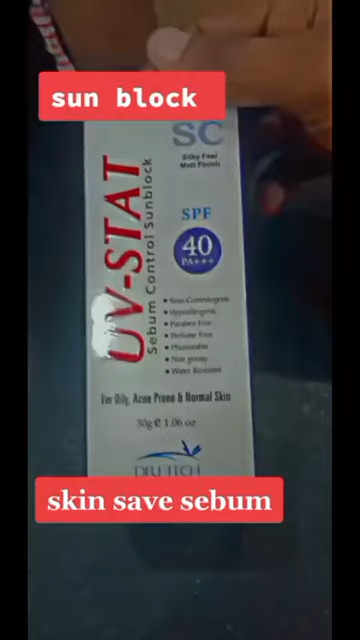 sun block
SC
Silky Feel
Matt Finish
UV-STAT
Sebum Control Sunblock
SPF
40
PA+++
• Non-Comedogenic
• Hypoallergenic
• Paraben Free
• Perfume Free
• Photostable
• Non greasy
• Water Resistant
For Oily, Acne Prone & Normal Skin
30g e 1.06 oz
skin save sebum